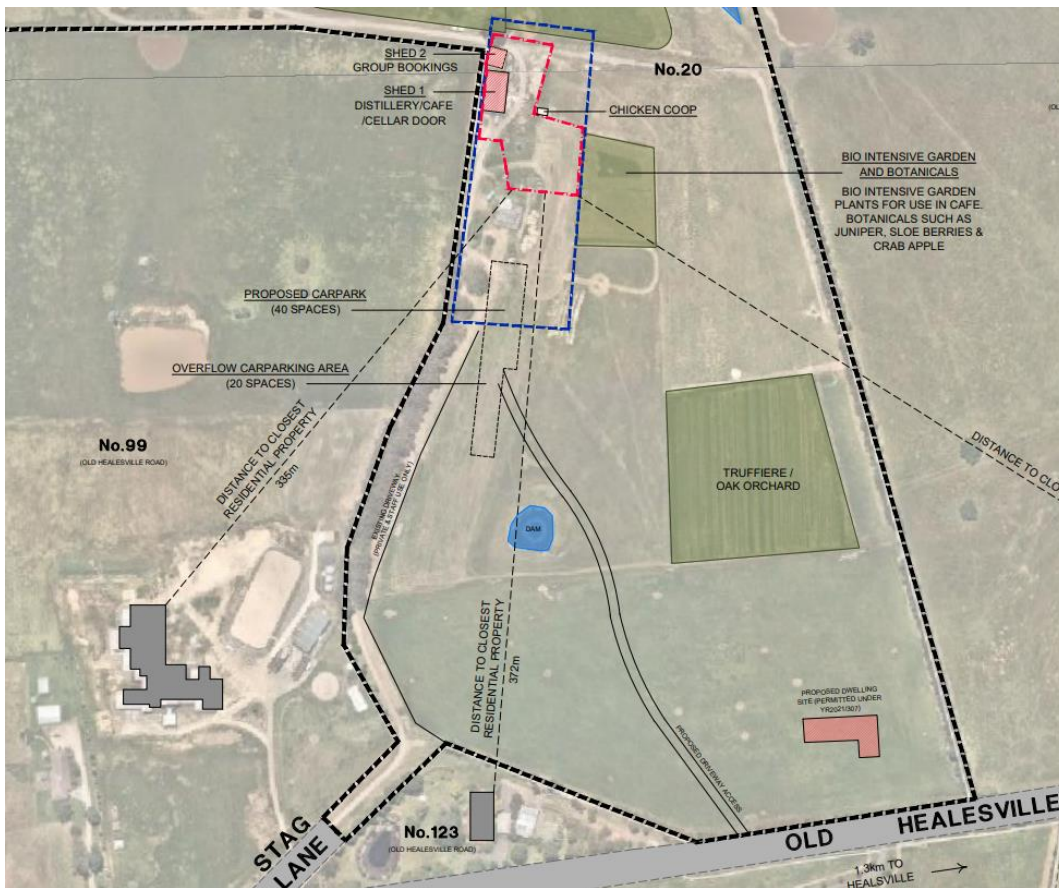 SHED 2
GROUP BOOKINGS
No.20
SHED 1
DISTILLERY/CAFE
/CELLAR DOOR
CHICKEN COOP
BIO INTENSIVE GARDEN
AND BOTANICALS
BIO INTENSIVE GARDEN
PLANTS FOR USE IN CAFE.
BOTANICALS SUCH AS
JUNIPER, SLOE BERRIES &
CRAB APPLE
PROPOSED CARPARK
(40 SPACES)
OVERFLOW CARPARKING AREA
(20 SPACES)
DISTANCE TO CLOSEST
RESIDENTIAL PROPERTY
335m
No.99
(OLD HEALESVILLE ROAD)
DISTANCE TO CLO
TRUFFIERE /
OAK ORCHARD
EXISTING DRIVEWAY
(PRIVATE & STAFF USE ONLY)
DAM
DISTANCE TO CLOSEST
RESIDENTIAL PROPERTY
372m
PROPOSED DWELLING
SITE (PERMITTED UNDER
YR2021/307)
PROPOSED DRIVEWAY ACCESS
STAG
LANE
No.123
(OLD HEALESVILLE ROAD)
OLD HEALESVILLE
1.3km TO
HEALSVILLE